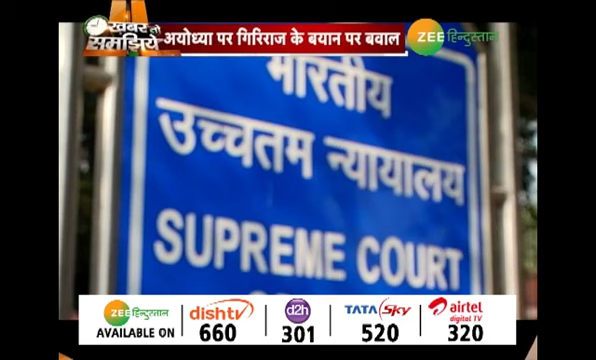 खबर तो
समझिये
अयोध्या पर गिरिराज के बयान पर बवाल
ZEE हिन्दुस्तान
भारतीय
उच्चतम न्यायालय
SUPREME COURT
ZEE हिन्दुस्तान
AVAILABLE ON
dishtv
660
d2h
301
TATA Sky
520
airtel
digital TV
320